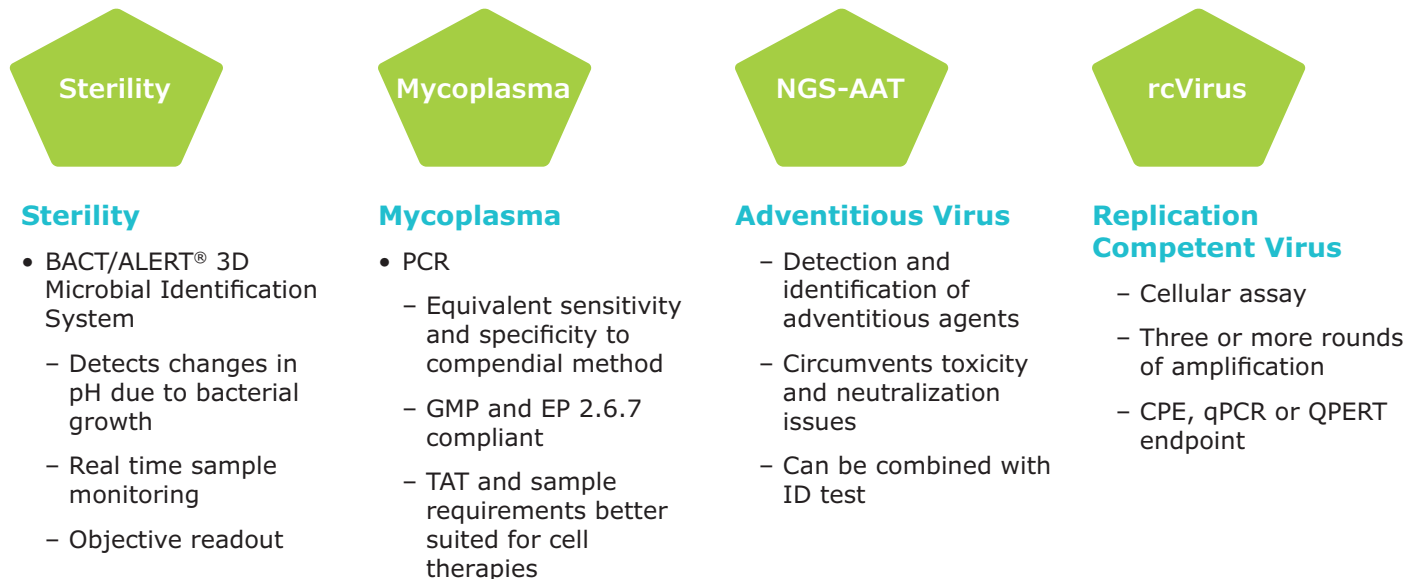 Sterility
Mycoplasma
NGS-AAT
rcVirus
Sterility
• BACT/ALERT® 3D
Microbial Identification
System
– Detects changes in
pH due to bacterial
growth
– Real time sample
monitoring
– Objective readout
Mycoplasma
• PCR
– Equivalent sensitivity
and specificity to
compendial method
– GMP and EP 2.6.7
compliant
– TAT and sample
requirements better
suited for cell
therapies
Adventitious Virus
– Detection and
identification of
adventitious agents
– Circumvents toxicity
and neutralization
issues
– Can be combined with
ID test
Replication
Competent Virus
– Cellular assay
– Three or more rounds
of amplification
– CPE, qPCR or QPERT
endpoint